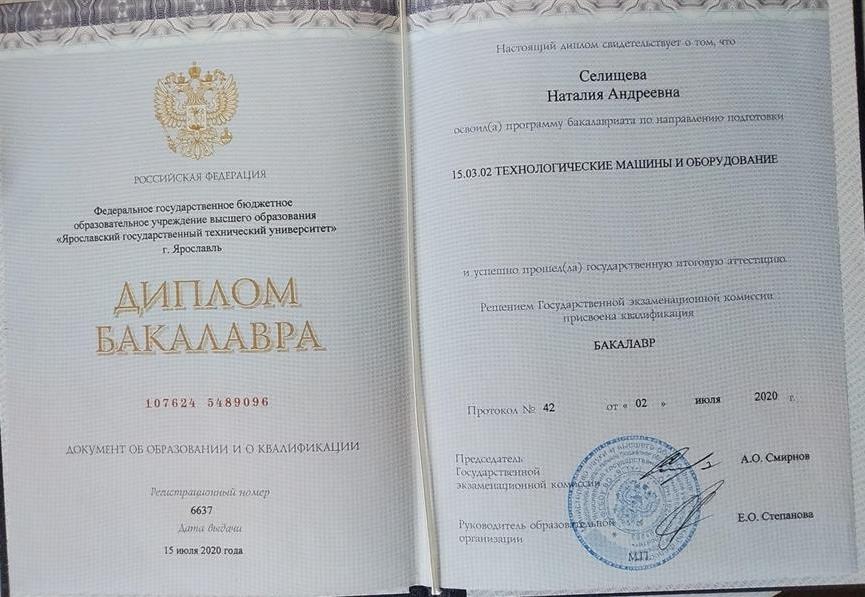 РОССИЙСКАЯ ФЕДЕРАЦИЯ
Федеральное государственное бюджетное
образовательное учреждение высшего образования
«Ярославский государственный технический университет»
г. Ярославль
ДИПЛОМ
БАКАЛАВРА
107624 5489096
ДОКУМЕНТ ОБ ОБРАЗОВАНИИ И О КВАЛИФИКАЦИИ
Регистрационный номер
6637
Дата выдачи
15 июля 2020 года
Настоящий диплом свидетельствует о том, что
Селищева
Наталия Андреевна
освоил(а) программу бакалавриата по направлению подготовки
15.03.02 ТЕХНОЛОГИЧЕСКИЕ МАШИНЫ И ОБОРУДОВАНИЕ
и успешно прошел(ла) государственную итоговую аттестацию
Решением Государственной экзаменационной комиссии
присвоена квалификация
БАКАЛАВР
Протокол № 42 от « 02 » июля 2020 г.
Председатель
Государственной
экзаменационной комиссии
А.О. Смирнов
Руководитель образовательной
организации
Е.О. Степанова
М.П.